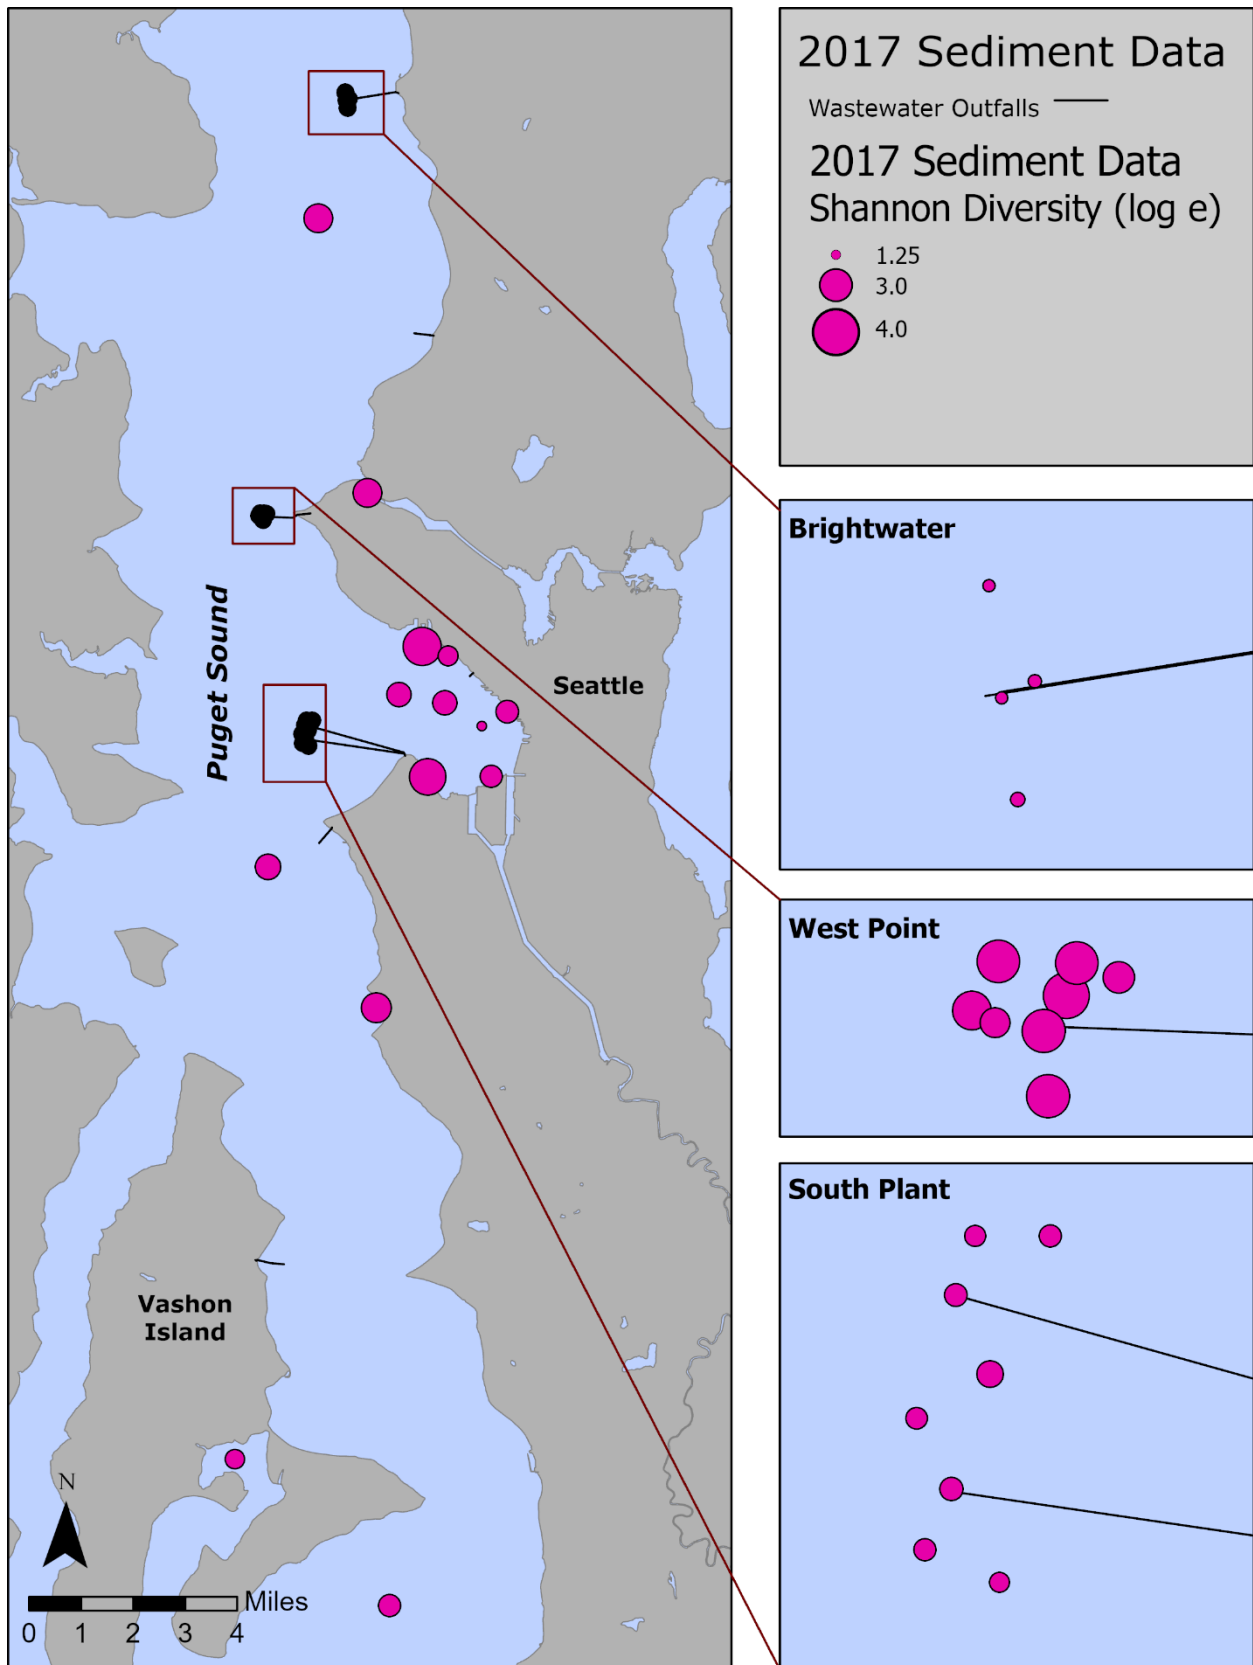 2017 Sediment Data
Wastewater Outfalls
2017 Sediment Data
Shannon Diversity (log e)
1.25
3.0
4.0
Brightwater
Puget Sound
Seattle
West Point
South Plant
Vashon
Island
N
Miles
0 1 2 3 4